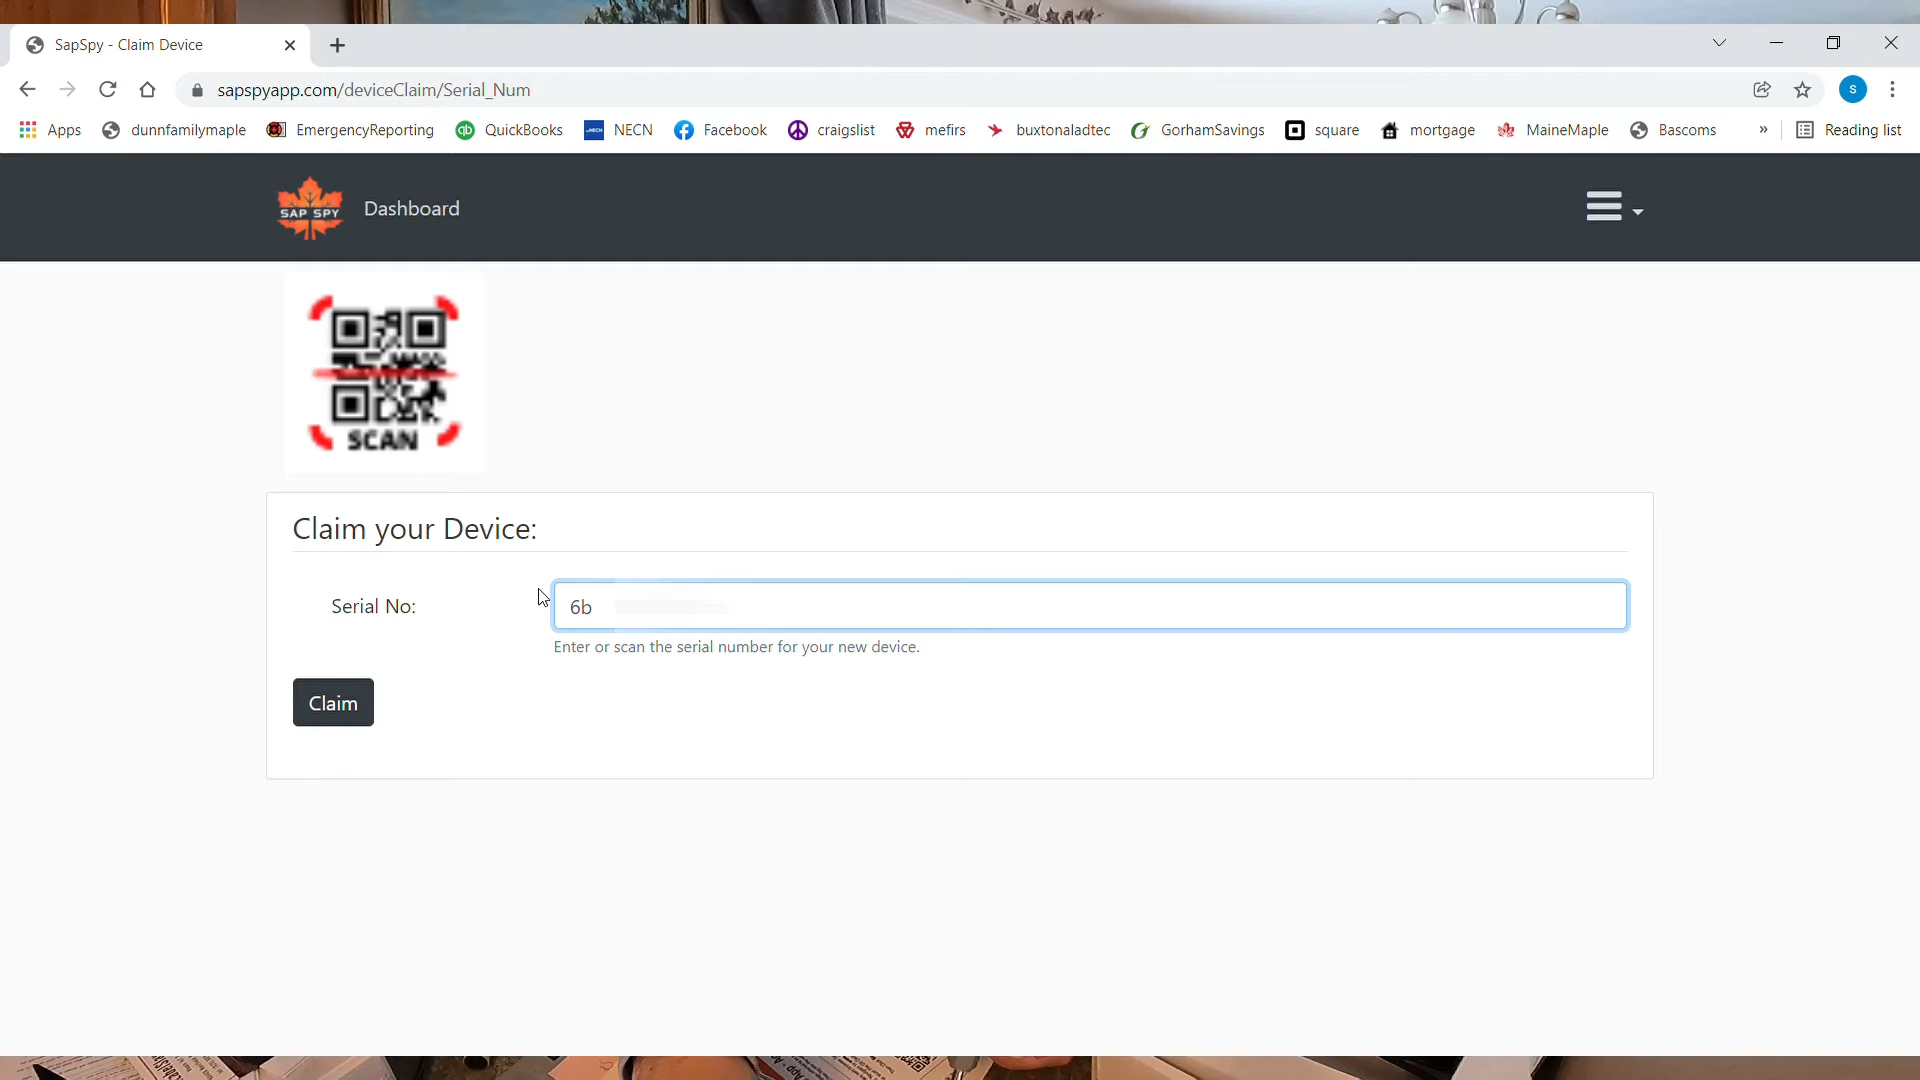 SapSpy - Claim Device
sapspyapp.com/deviceClaim/Serial_Num
S
Apps dunnfamilymaple EmergencyReporting QuickBooks NECN Facebook craigslist mefirs buxtonaladtec GorhamSavings square mortgage MaineMaple Bascoms » Reading list
SAP SPY Dashboard
SCAN
Claim your Device:
Serial No: 6b
Enter or scan the serial number for your new device.
Claim